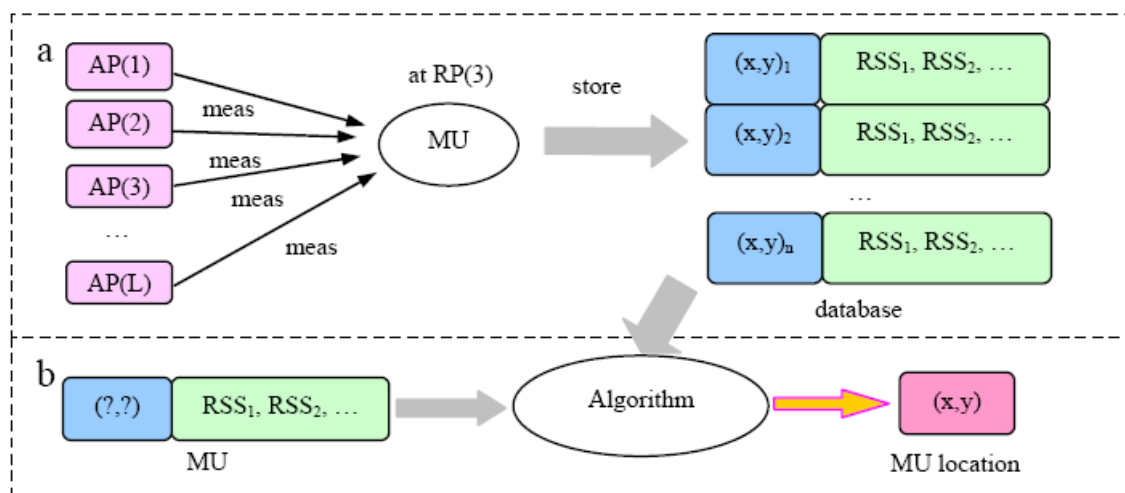 a
AP(1)
AP(2)
AP(3)
…
AP(L)
meas
meas
meas
meas
at RP(3)
MU
store
(x,y)₁ RSS₁, RSS₂, …
(x,y)₂ RSS₁, RSS₂, …
…
(x,y)ₙ RSS₁, RSS₂, …
database
b
(?,?) RSS₁, RSS₂, …
MU
Algorithm
(x,y)
MU location